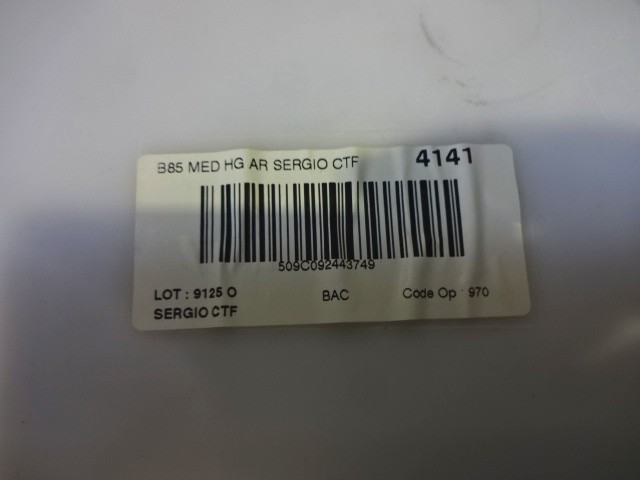 B85 MED HG AR SERGIO CTF 4141
509C092443749
LOT : 9125 O BAC Code Op : 970
SERGIO CTF